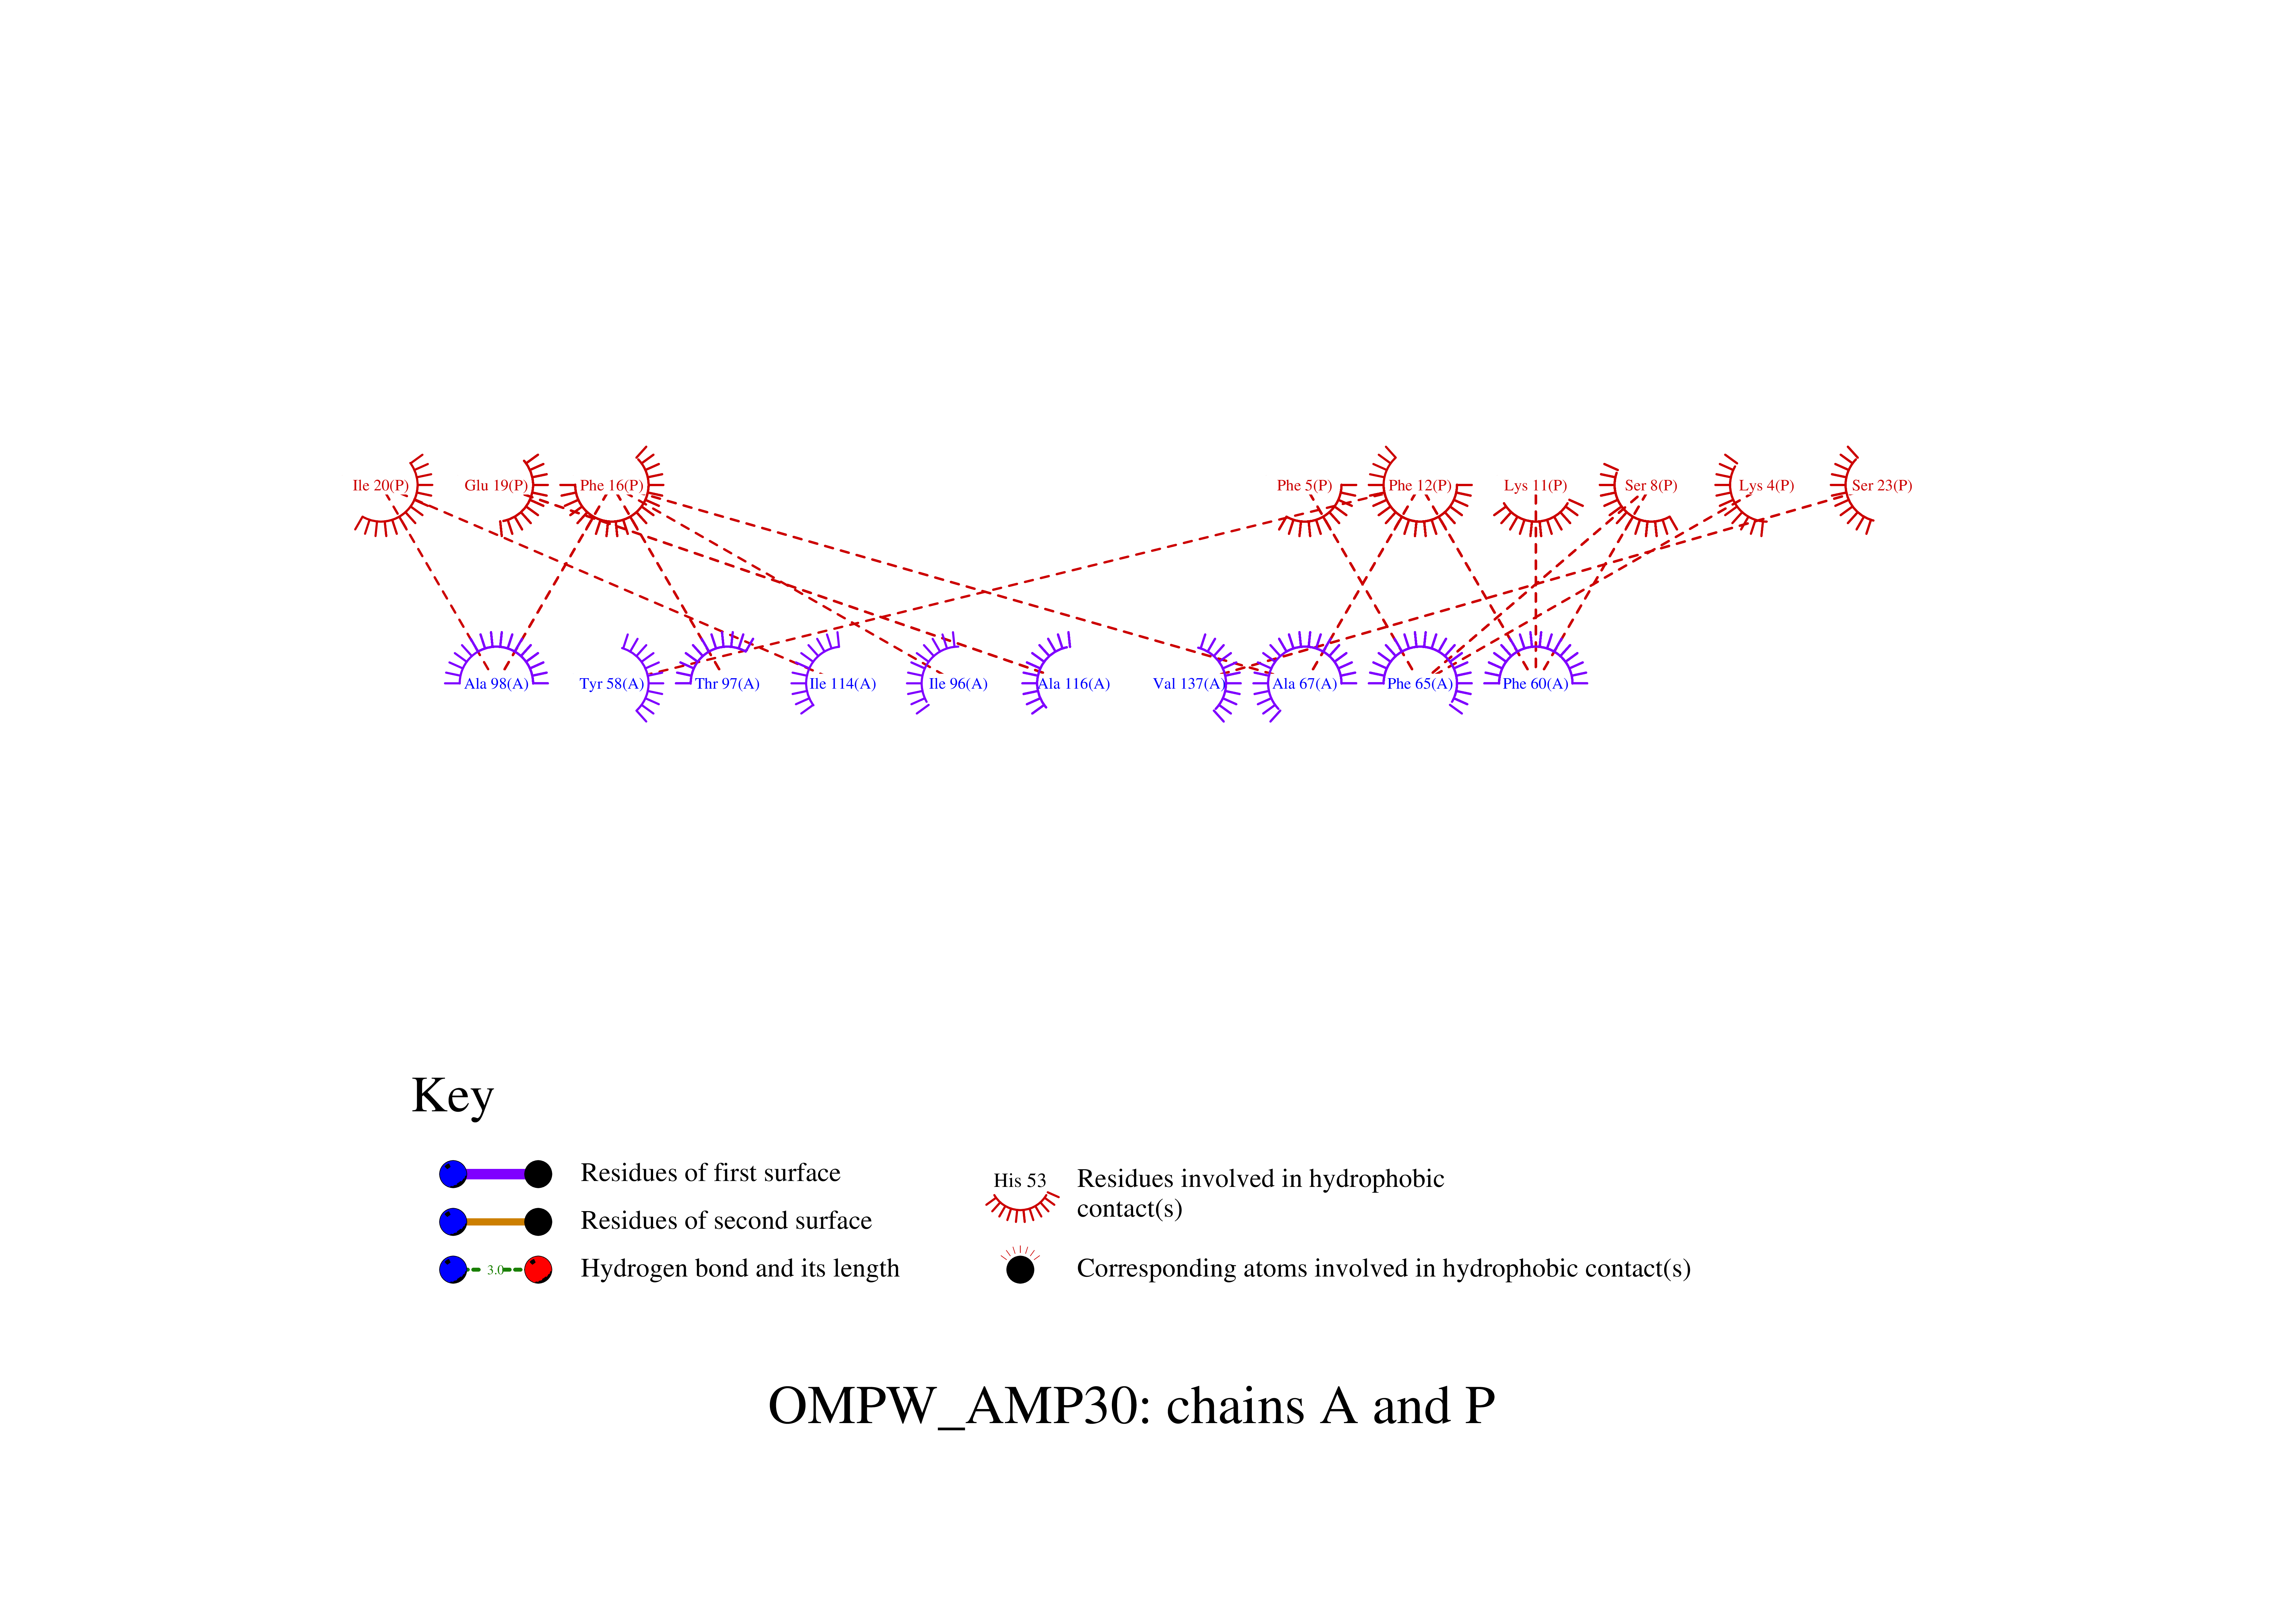 Ile 20(P) Glu 19(P) Phe 16(P) Phe 5(P) Phe 12(P) Lys 11(P) Ser 8(P) Lys 4(P) Ser 23(P)
Ala 98(A) Tyr 58(A) Thr 97(A) Ile 114(A) Ile 96(A) Ala 116(A) Val 137(A) Ala 67(A) Phe 65(A) Phe 60(A)
Key
Residues of first surface
Residues of second surface
3.0 Hydrogen bond and its length
His 53 Residues involved in hydrophobic
contact(s)
Corresponding atoms involved in hydrophobic contact(s)
OMPW_AMP30: chains A and P